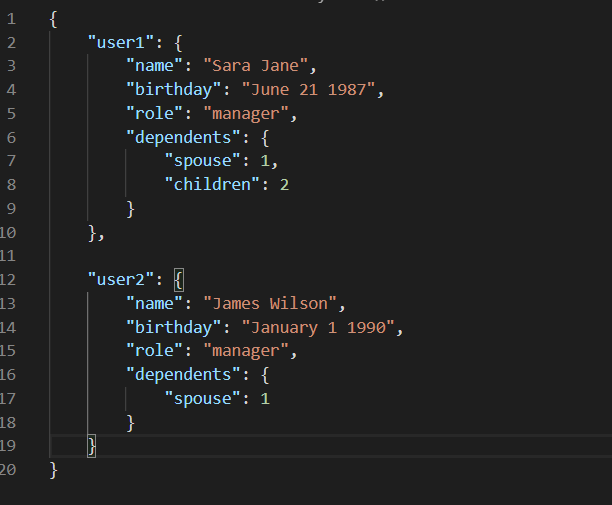 1 {
2     "user1": {
3         "name": "Sara Jane",
4         "birthday": "June 21 1987",
5         "role": "manager",
6         "dependents": {
7             "spouse": 1,
8             "children": 2
9         }
10     },
11
12     "user2": {
13         "name": "James Wilson",
14         "birthday": "January 1 1990",
15         "role": "manager",
16         "dependents": {
17             "spouse": 1
18         }
19     }
20 }